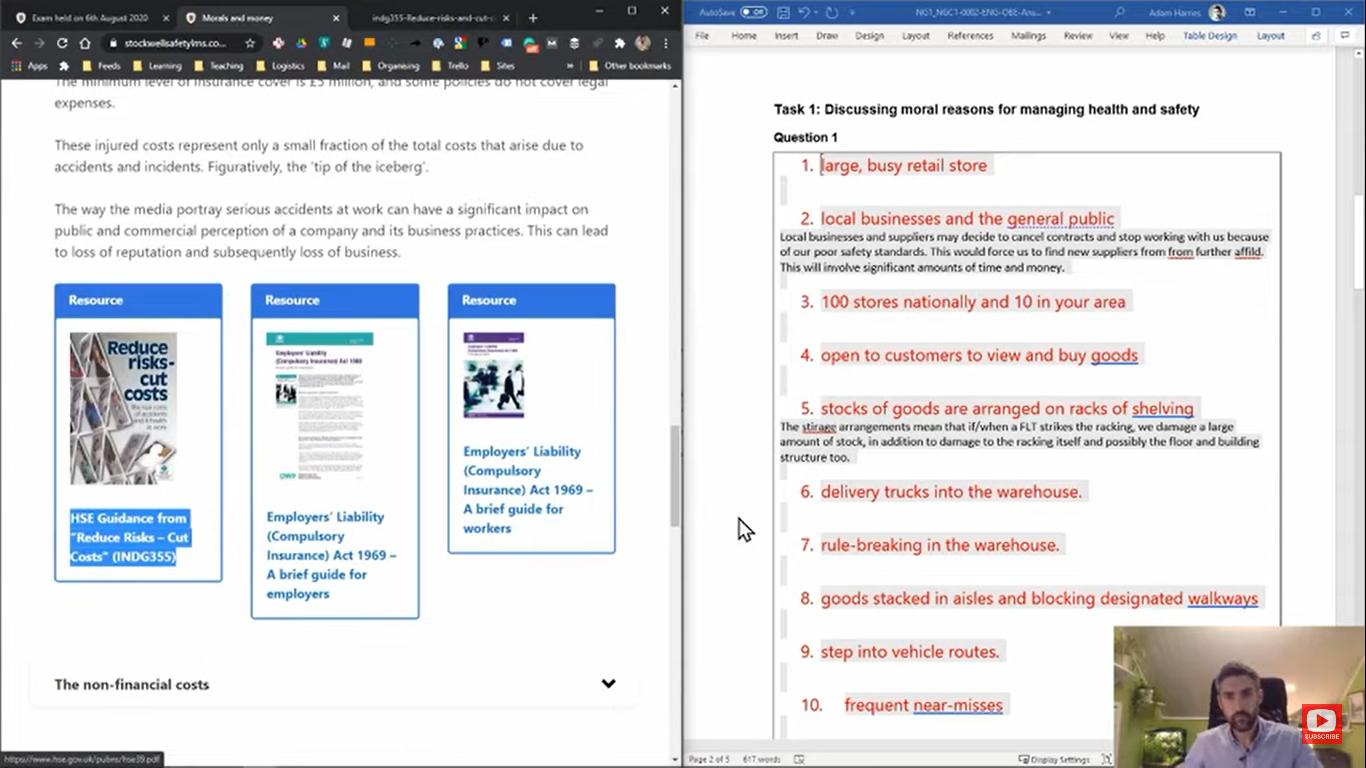 Exam held on 6th August 2020
Morals and money
indg355-Reduce-risks-and-cut-c
stockwellsafetylms.co...
Apps
Feeds
Learning
Teaching
Logistics
Mail
Organising
Trello
Sites
Other bookmarks
The minimum level of insurance cover is £5 million, and some policies do not cover legal
expenses.
These injured costs represent only a small fraction of the total costs that arise due to
accidents and incidents. Figuratively, the 'tip of the iceberg'.
The way the media portray serious accidents at work can have a significant impact on
public and commercial perception of a company and its business practices. This can lead
to loss of reputation and subsequently loss of business.
Resource
Reduce
risks-
cut
costs
HSE Guidance from
"Reduce Risks – Cut
Costs" (INDG355)
Resource
Employers' Liability
(Compulsory Insurance) Act 1969
Employers' Liability
(Compulsory
Insurance) Act 1969 –
A brief guide for
employers
Resource
Employers' Liability
(Compulsory
Insurance) Act 1969 –
A brief guide for
workers
The non-financial costs
https://www.hse.gov.uk/pubns/hse39.pdf
AutoSave
Off
NG1_NGC1-0002-ENG-OBE-Ans...
Adam Harries
File
Home
Insert
Draw
Design
Layout
References
Mailings
Review
View
Help
Table Design
Layout
Task 1: Discussing moral reasons for managing health and safety
Question 1
1. large, busy retail store
2. local businesses and the general public
Local businesses and suppliers may decide to cancel contracts and stop working with us because
of our poor safety standards. This would force us to find new suppliers from from further affild.
This will involve significant amounts of time and money.
3. 100 stores nationally and 10 in your area
4. open to customers to view and buy goods
5. stocks of goods are arranged on racks of shelving
The stirage arrangements mean that if/when a FLT strikes the racking, we damage a large
amount of stock, in addition to damage to the racking itself and possibly the floor and building
structure too.
6. delivery trucks into the warehouse.
7. rule-breaking in the warehouse.
8. goods stacked in aisles and blocking designated walkways
9. step into vehicle routes.
10. frequent near-misses
Page 2 of 5
617 words
Display Settings
SUBSCRIBE